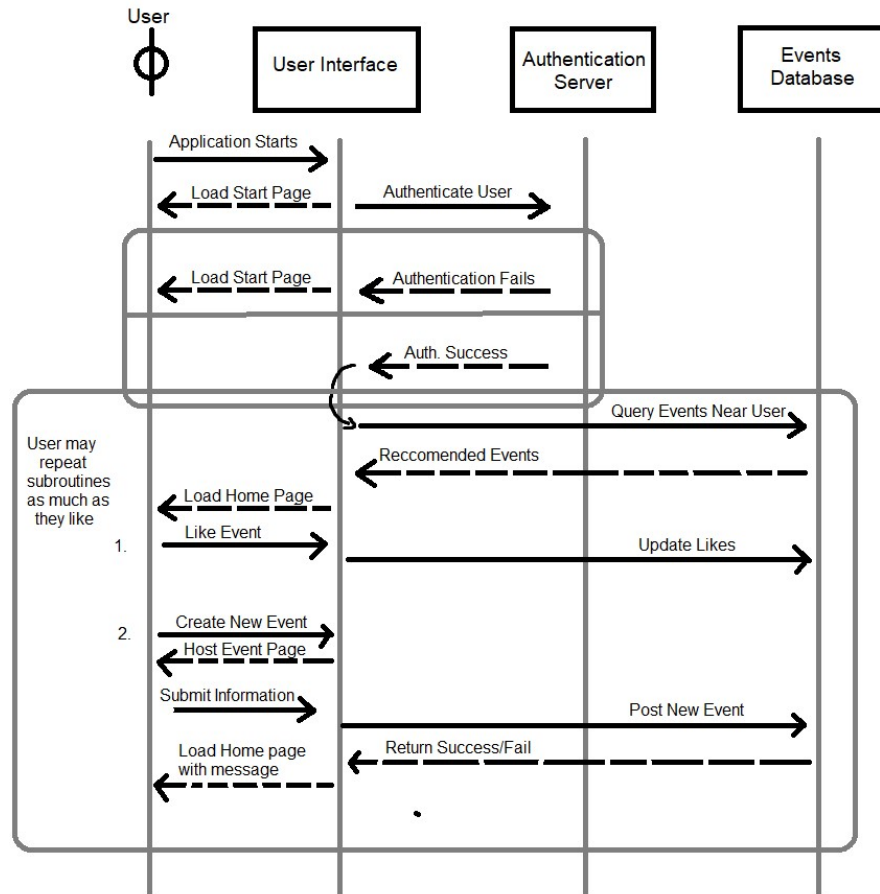 User
User Interface
Authentication
Server
Events
Database
Application Starts
Load Start Page
Authenticate User
Load Start Page
Authentication Fails
Auth. Success
Query Events Near User
User may
repeat
subroutines
as much as
they like
Reccomended Events
Load Home Page
1.
Like Event
Update Likes
2.
Create New Event
Host Event Page
Submit Information
Post New Event
Return Success/Fail
Load Home page
with message